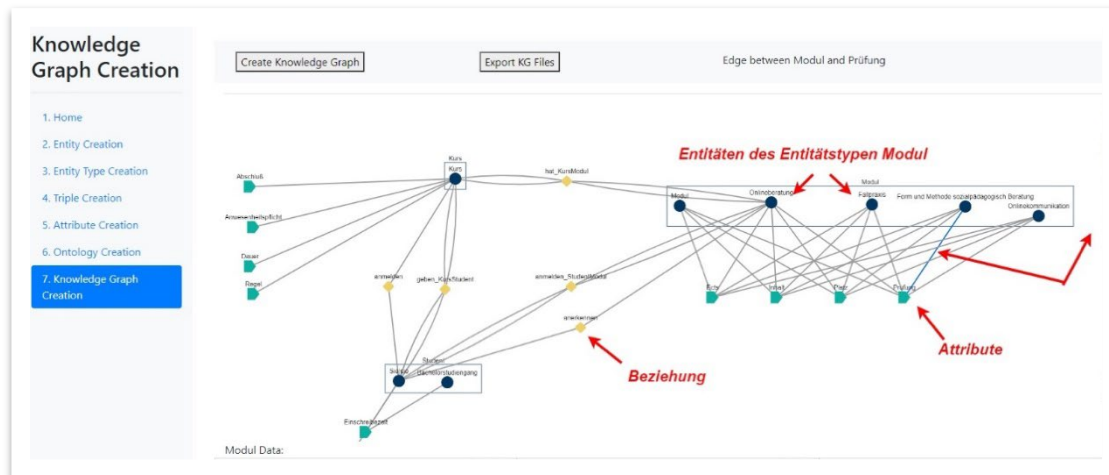 Knowledge
Graph Creation
1. Home
2. Entity Creation
3. Entity Type Creation
4. Triple Creation
5. Attribute Creation
6. Ontology Creation
7. Knowledge Graph
Creation
Create Knowledge Graph
Export KG Files
Edge between Modul and Prüfung
Entitäten des Entitätstypen Modul
Kurs
Kurs
hat_KursModul
Abschluß
Anwesenheitspflicht
Dauer
Regel
Modul
Onlineberatung
Modul
Fallpraxis
Form und Methode sozialpädagogisch Beratung
Onlinekommunikation
anmelden
geben_KursStudent
anmelden_StudentModul
Ects
Inhalt
Platz
Prüfung
anerkennen
Attribute
Beziehung
Student
Bachelorstudiengang
Einschreibezeit
Modul Data: